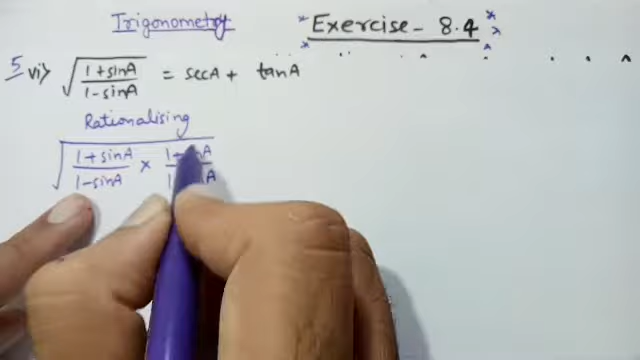 Trigonometry * Exercise - 8.4 *
5 vi) √(1+sinA / 1-sinA) = secA + tanA
Rationalising
√(1+sinA / 1-sinA ×